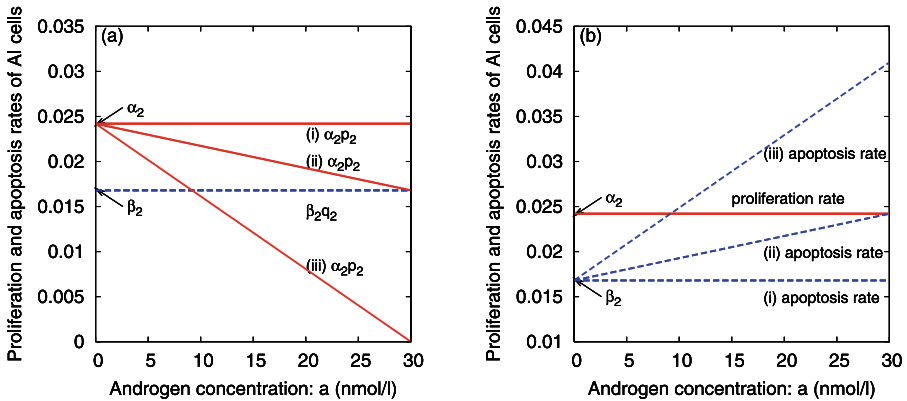 Proliferation and apoptosis rates of AI cells
0.035
0.03
0.025
0.02
0.015
0.01
0.005
0
(a)
α₂
(i) α₂p₂
(ii) α₂p₂
β₂
β₂q₂
(iii) α₂p₂
0 5 10 15 20 25 30
Androgen concentration: a (nmol/l)
Proliferation and apoptosis rates of AI cells
0.045
0.04
0.035
0.03
0.025
0.02
0.015
0.01
(b)
(iii) apoptosis rate
α₂
proliferation rate
(ii) apoptosis rate
β₂
(i) apoptosis rate
0 5 10 15 20 25 30
Androgen concentration: a (nmol/l)